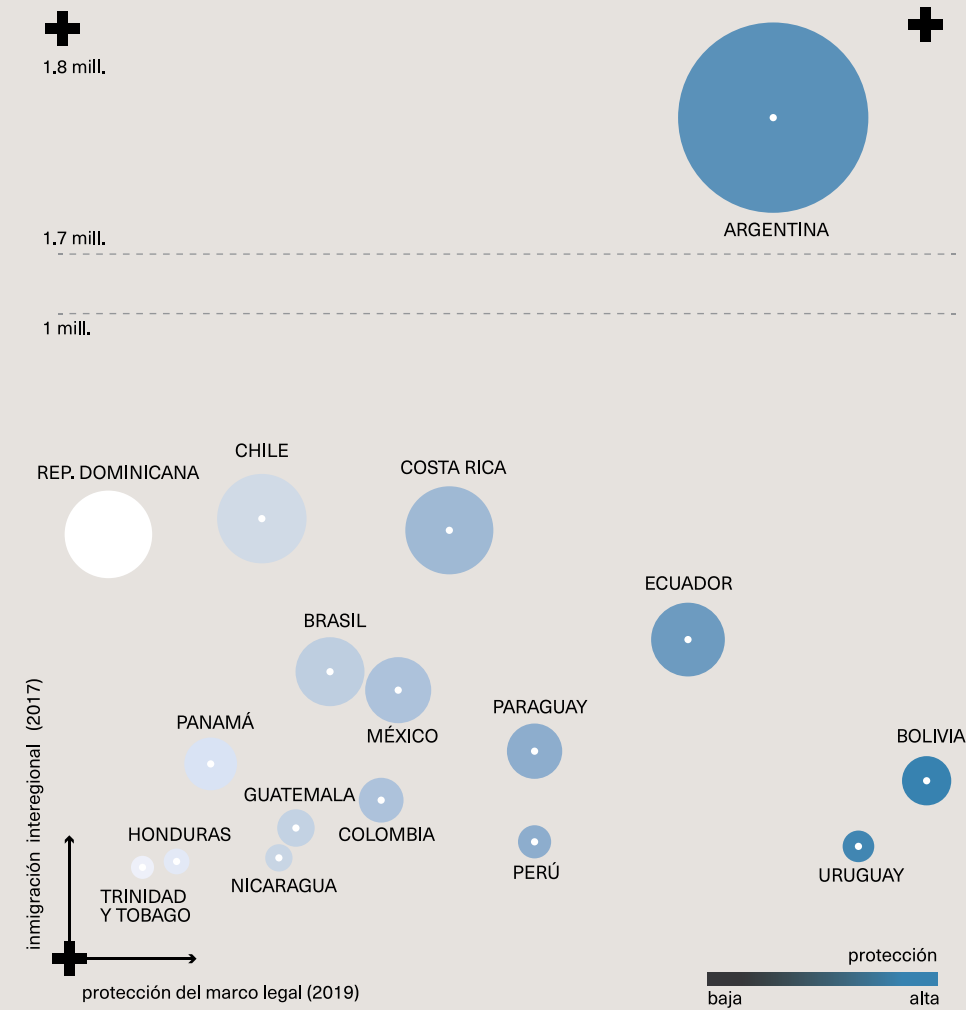 1.8 mill.
1.7 mill.
ARGENTINA
1 mill.
CHILE
REP. DOMINICANA
COSTA RICA
ECUADOR
BRASIL
PARAGUAY
PANAMÁ
MÉXICO
BOLIVIA
GUATEMALA
HONDURAS
COLOMBIA
PERÚ
URUGUAY
NICARAGUA
TRINIDAD
Y TOBAGO
inmigración interegional (2017)
protección del marco legal (2019)
protección
baja
alta